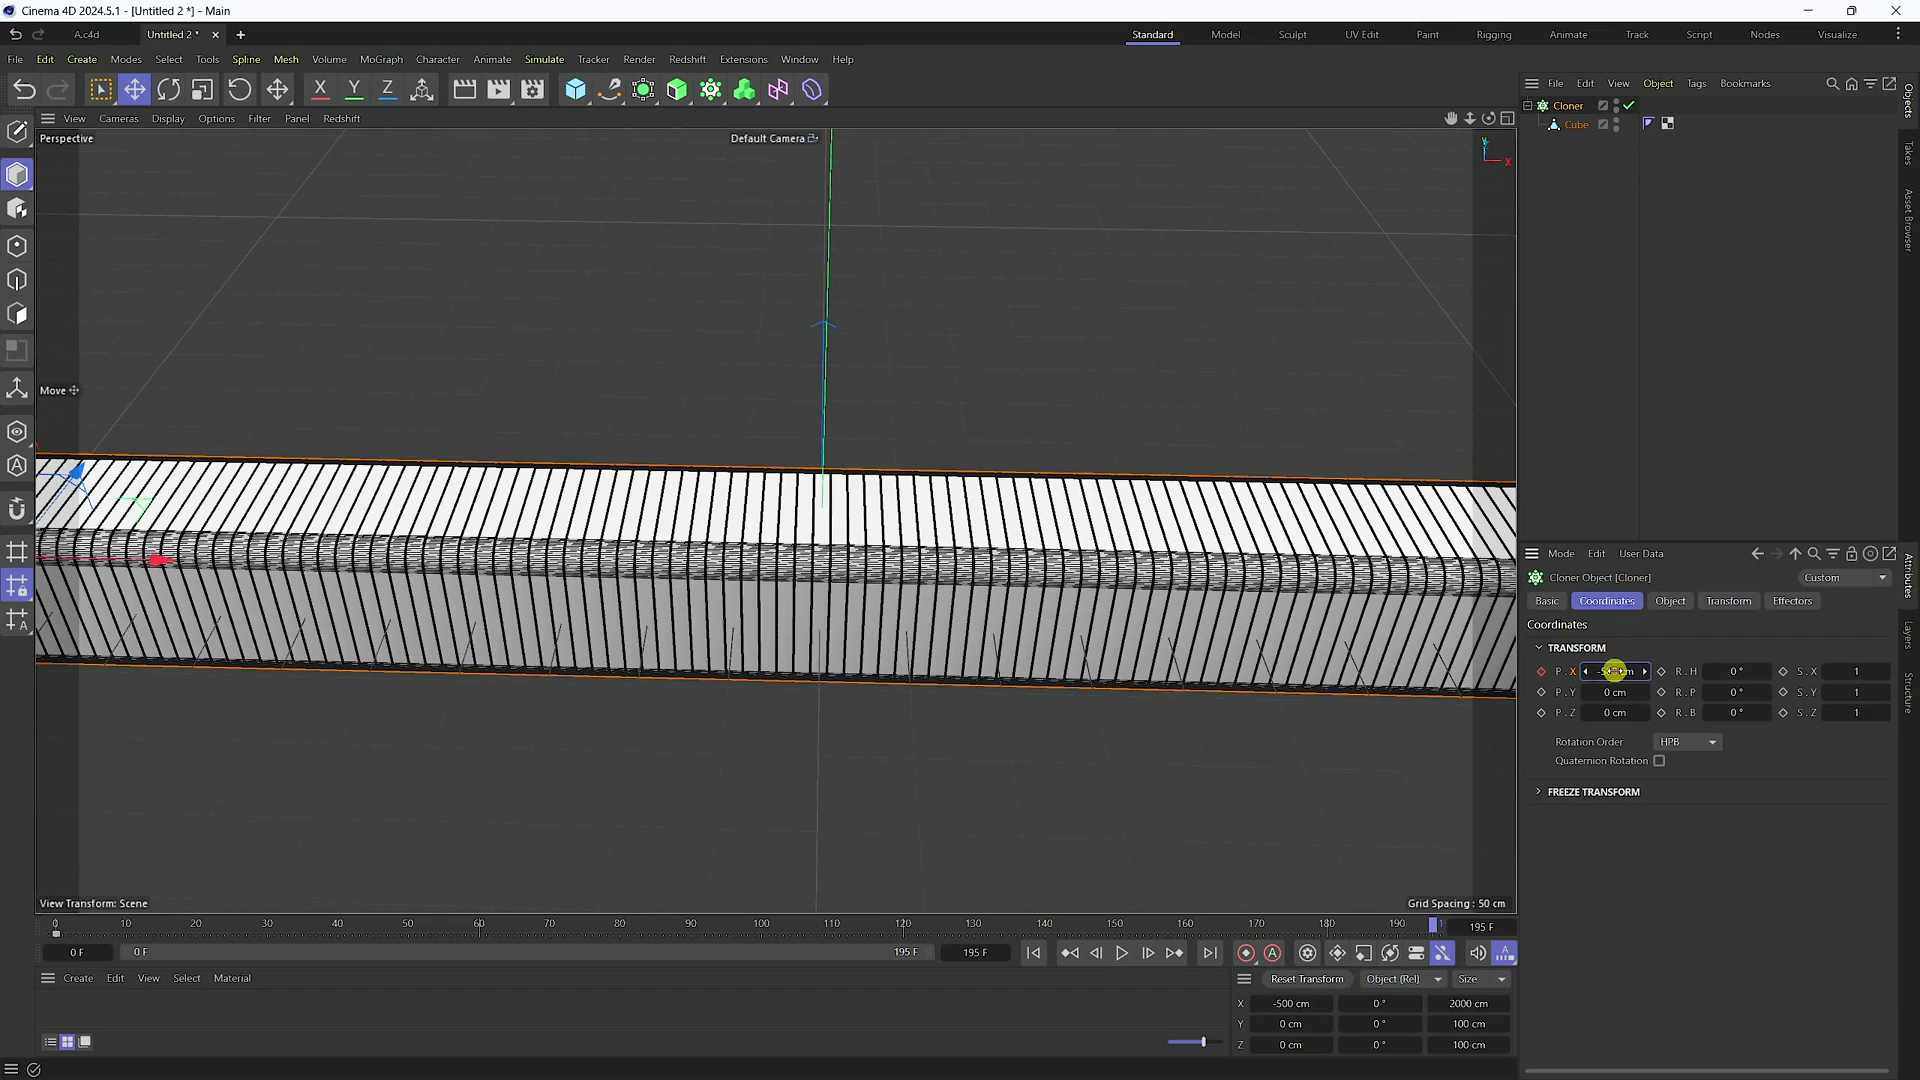 Cinema 4D 2024.5.1 - [Untitled 2 *] - Main
A.c4d
Untitled 2 *
Standard
Model
Sculpt
UV Edit
Paint
Rigging
Animate
Track
Script
Nodes
Visualize
File Edit Create Modes Select Tools Spline Mesh Volume MoGraph Character Animate Simulate Tracker Render Redshift Extensions Window Help
X Y Z
File Edit View Object Tags Bookmarks
Cloner
Cube
Objects
Takes
Asset Browser
View Cameras Display Options Filter Panel Redshift
Perspective
Default Camera
Y
X
Move
Mode Edit User Data
Cloner Object [Cloner]
Custom
Basic Coordinates Object Transform Effectors
Coordinates
TRANSFORM
P . X R . H 0 ° S . X 1
P . Y 0 cm R . P 0 ° S . Y 1
P . Z 0 cm R . B 0 ° S . Z 1
Rotation Order HPB
Quaternion Rotation
FREEZE TRANSFORM
Attributes
Layers
Structure
View Transform: Scene
Grid Spacing : 50 cm
0 10 20 30 40 50 60 70 80 90 100 110 120 130 140 150 160 170 180 190
195 F
0 F
0 F
195 F
195 F
Create Edit View Select Material
Reset Transform Object (Rel) Size
X -500 cm 0 ° 2000 cm
Y 0 cm 0 ° 100 cm
Z 0 cm 0 ° 100 cm